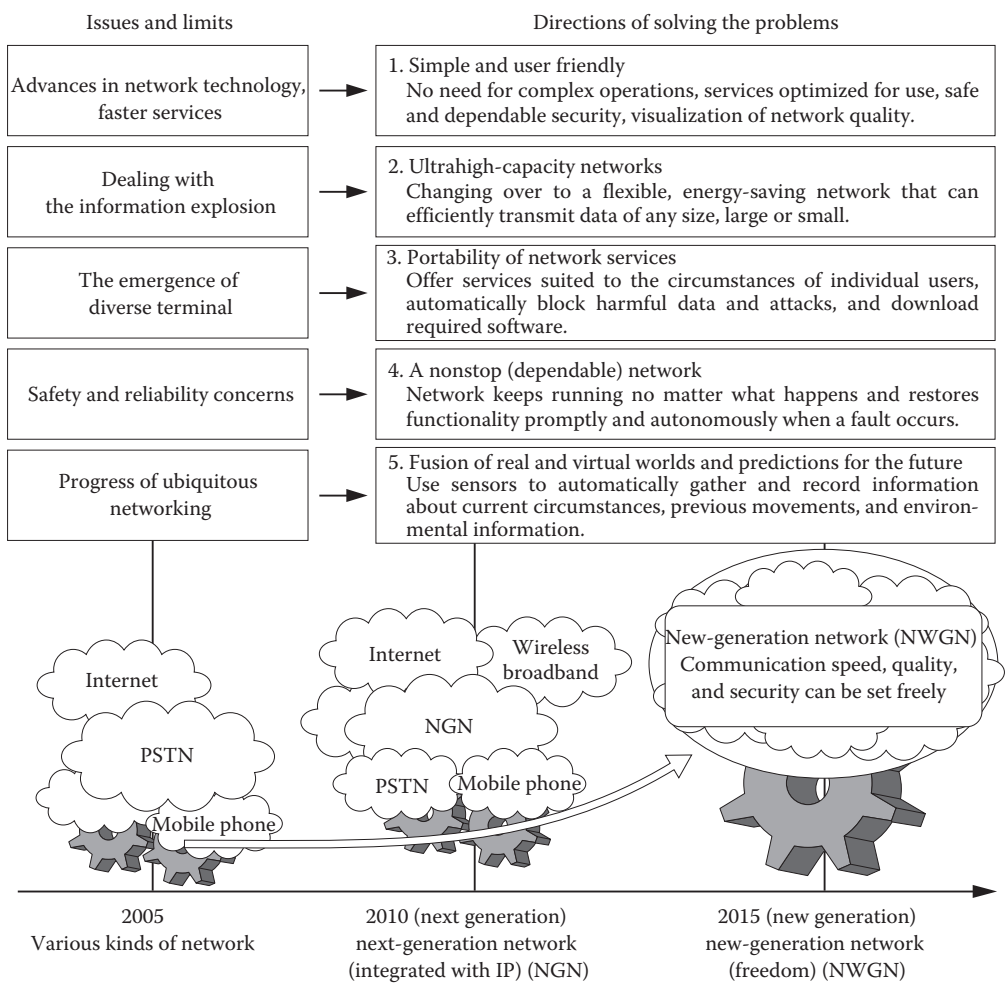 Issues and limits
Directions of solving the problems
Advances in network technology,
faster services
1. Simple and user friendly
No need for complex operations, services optimized for use, safe
and dependable security, visualization of network quality.
Dealing with
the information explosion
2. Ultrahigh-capacity networks
Changing over to a flexible, energy-saving network that can
efficiently transmit data of any size, large or small.
The emergence of
diverse terminal
3. Portability of network services
Offer services suited to the circumstances of individual users,
automatically block harmful data and attacks, and download
required software.
Safety and reliability concerns
4. A nonstop (dependable) network
Network keeps running no matter what happens and restores
functionality promptly and autonomously when a fault occurs.
Progress of ubiquitous
networking
5. Fusion of real and virtual worlds and predictions for the future
Use sensors to automatically gather and record information
about current circumstances, previous movements, and environ-
mental information.
Internet
PSTN
Mobile phone
Internet
Wireless
broadband
NGN
PSTN
Mobile phone
New-generation network (NWGN)
Communication speed, quality,
and security can be set freely
2005
Various kinds of network
2010 (next generation)
next-generation network
(integrated with IP) (NGN)
2015 (new generation)
new-generation network
(freedom) (NWGN)